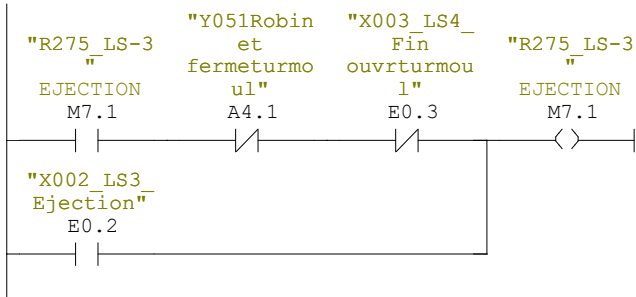 "Y051Robin "X003_LS4_
"R275_LS-3 et Fin "R275_LS-3
" fermeturmo ouvrturmou "
EJECTION ul" l" EJECTION
M7.1 A4.1 E0.3 M7.1
"X002_LS3_
Ejection"
E0.2